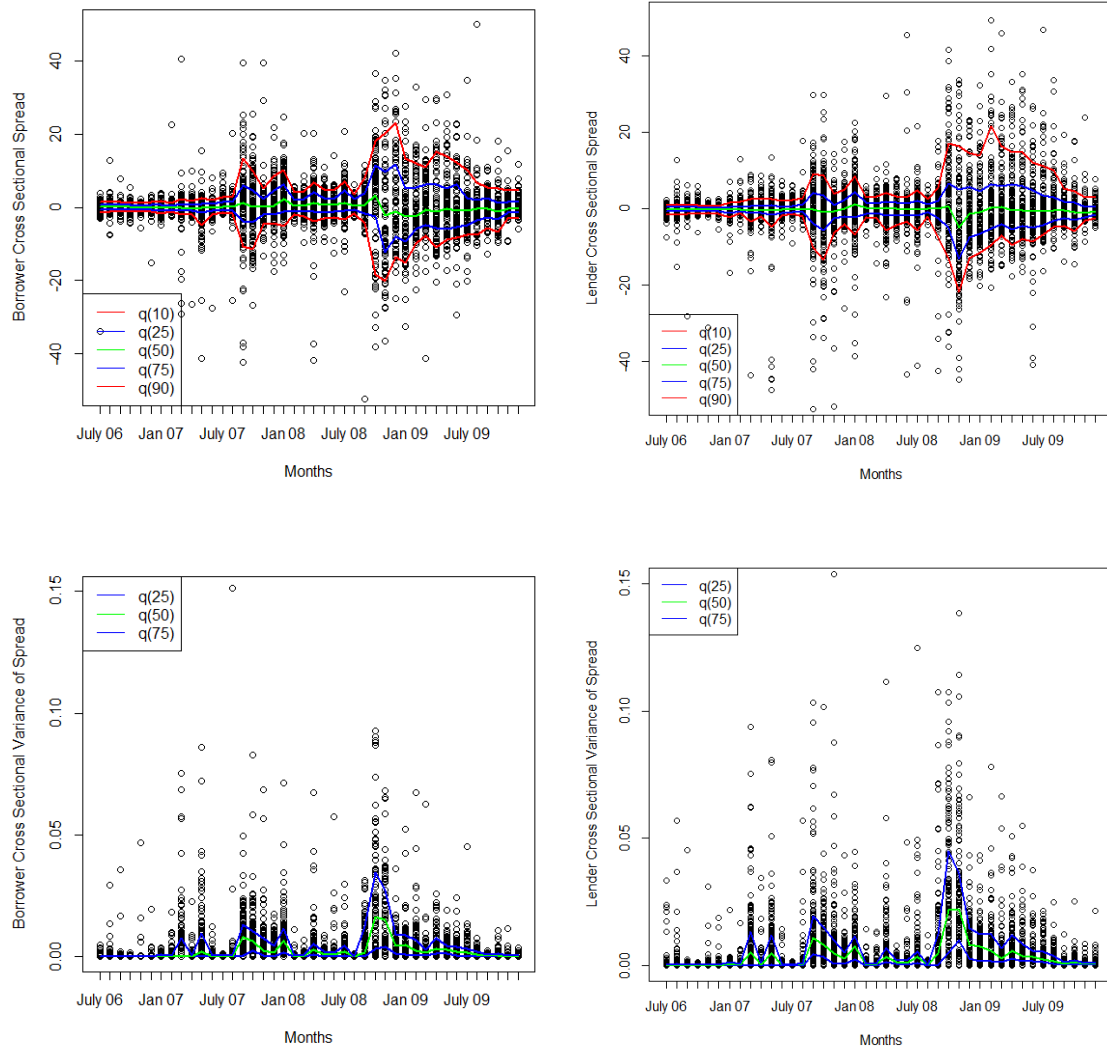 Borrower Cross Sectional Spread
40
20
0
-20
-40
q(10)
q(25)
q(50)
q(75)
q(90)
July 06 Jan 07 July 07 Jan 08 July 08 Jan 09 July 09
Months
Lender Cross Sectional Spread
40
20
0
-20
-40
q(10)
q(25)
q(50)
q(75)
q(90)
July 06 Jan 07 July 07 Jan 08 July 08 Jan 09 July 09
Months
Borrower Cross Sectional Variance of Spread
0.15
0.10
0.05
0.00
q(25)
q(50)
q(75)
July 06 Jan 07 July 07 Jan 08 July 08 Jan 09 July 09
Months
Lender Cross Sectional Variance of Spread
0.15
0.10
0.05
0.00
q(25)
q(50)
q(75)
July 06 Jan 07 July 07 Jan 08 July 08 Jan 09 July 09
Months